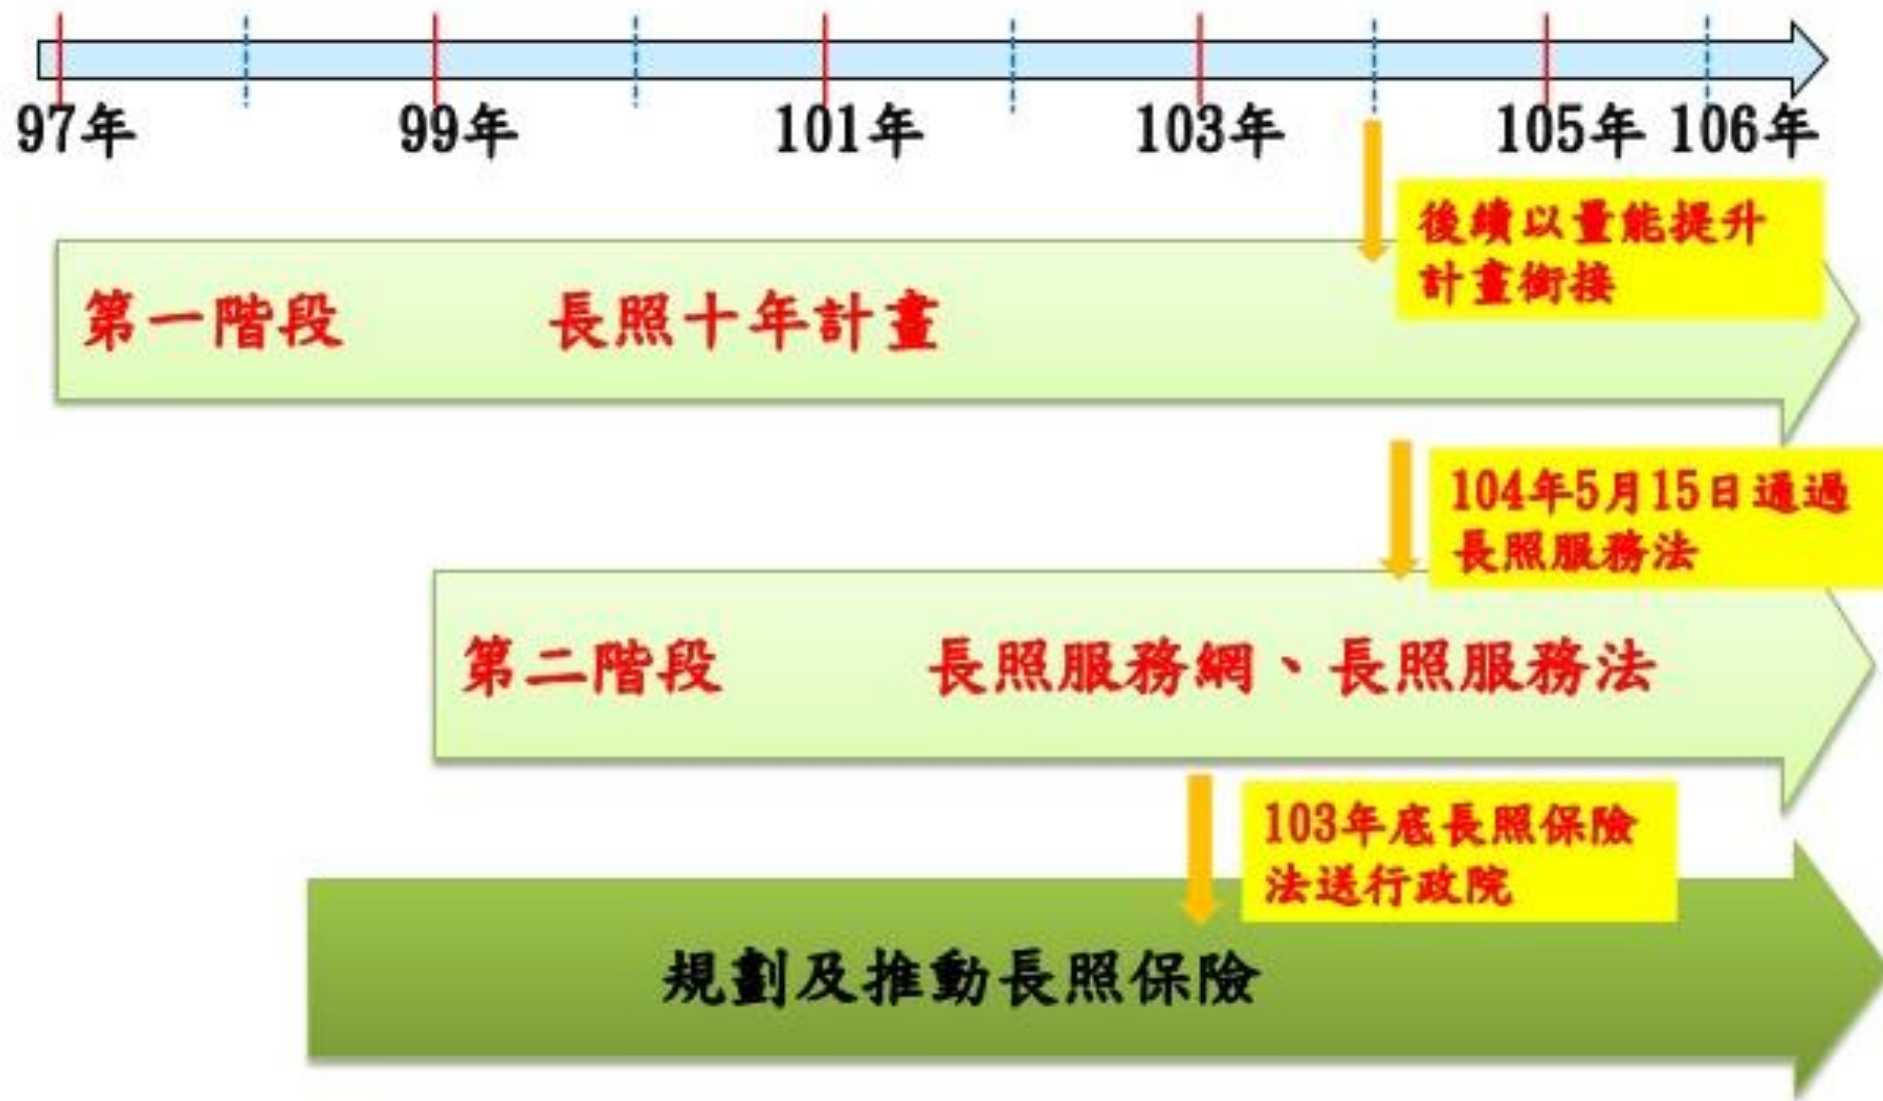 97年
99年
101年
103年
105年
106年
後續以量能提升
計畫銜接
第一階段
長照十年計畫
104年5月15日通過
長照服務法
第二階段
長照服務網、長照服務法
103年底長照保險
法送行政院
規劃及推動長照保險